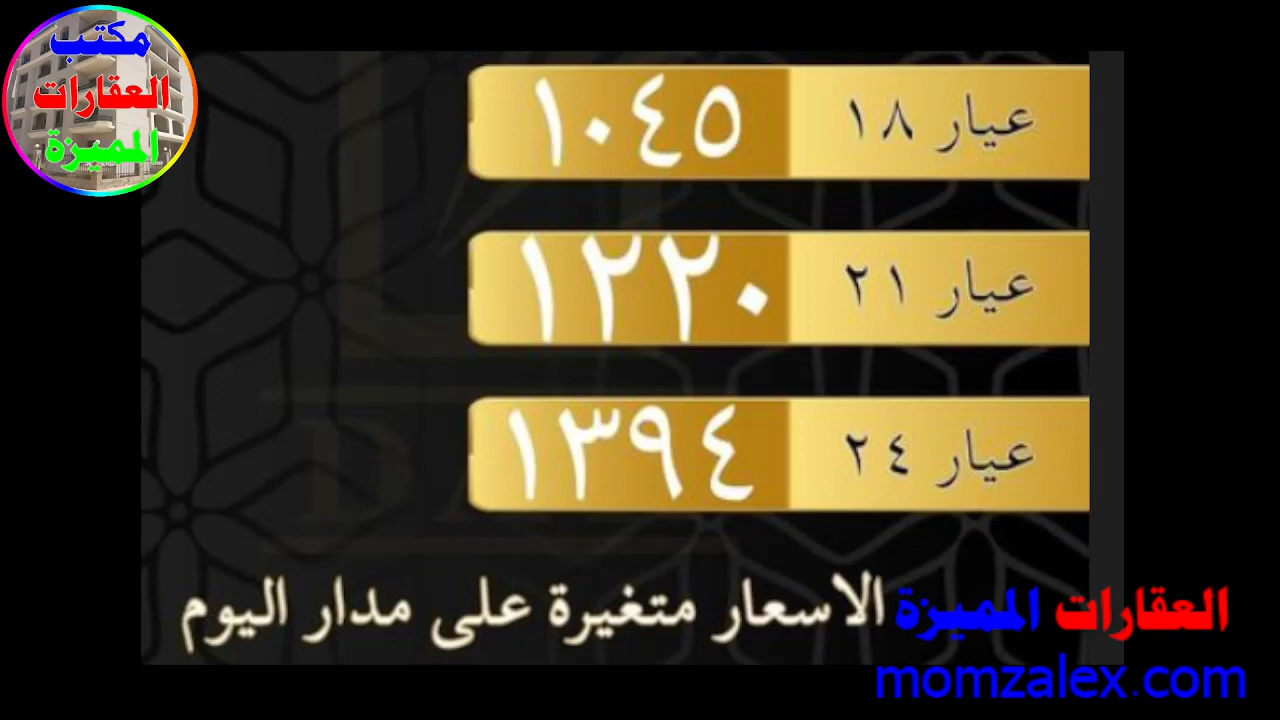 مكتب
العقارات
المميزة
عيار ١٨ ١٠٤٥
عيار ٢١ ١٢٢٠
عيار ٢٤ ١٣٩٤
الاسعار متغيرة على مدار اليوم
العقارات المميزة
momzalex.com